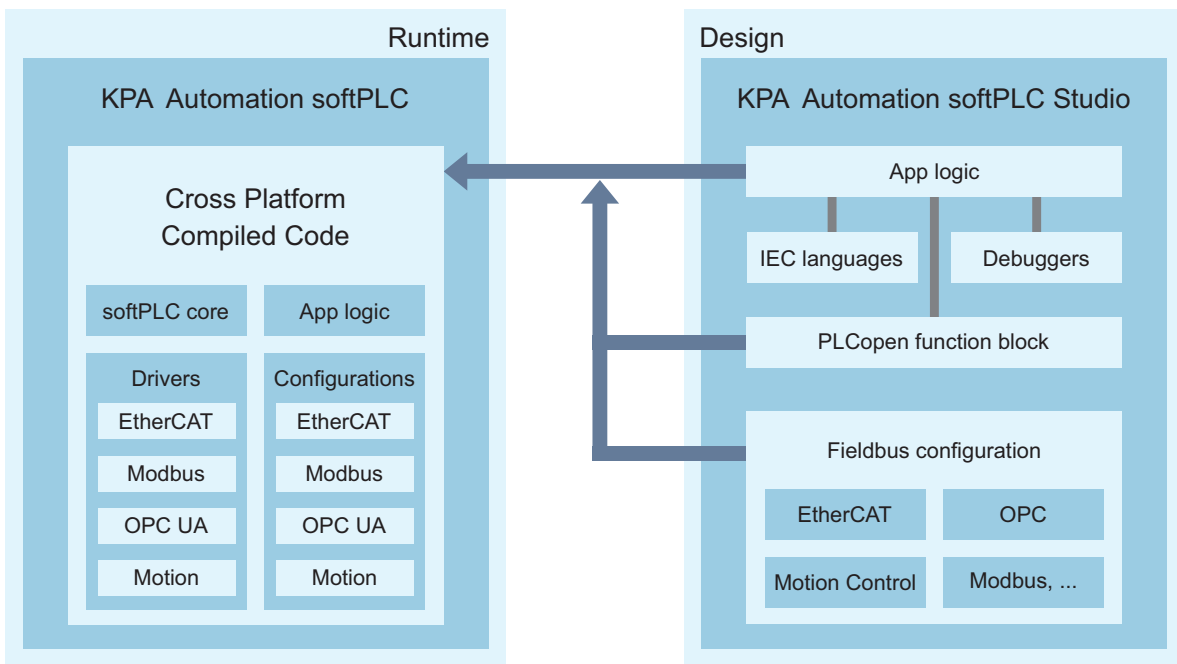 Runtime
KPA Automation softPLC
Cross Platform
Compiled Code
softPLC core
App logic
Drivers
EtherCAT
Modbus
OPC UA
Motion
Configurations
EtherCAT
Modbus
OPC UA
Motion
Design
KPA Automation softPLC Studio
App logic
IEC languages
Debuggers
PLCopen function block
Fieldbus configuration
EtherCAT
OPC
Motion Control
Modbus, ...